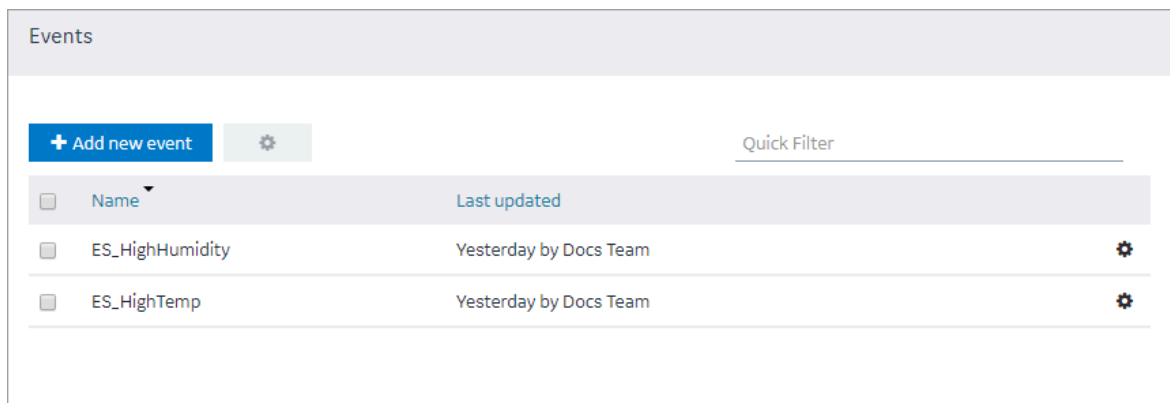 Events
Add new event
Quick Filter
Name Last updated
ES_HighHumidity Yesterday by Docs Team
ES_HighTemp Yesterday by Docs Team